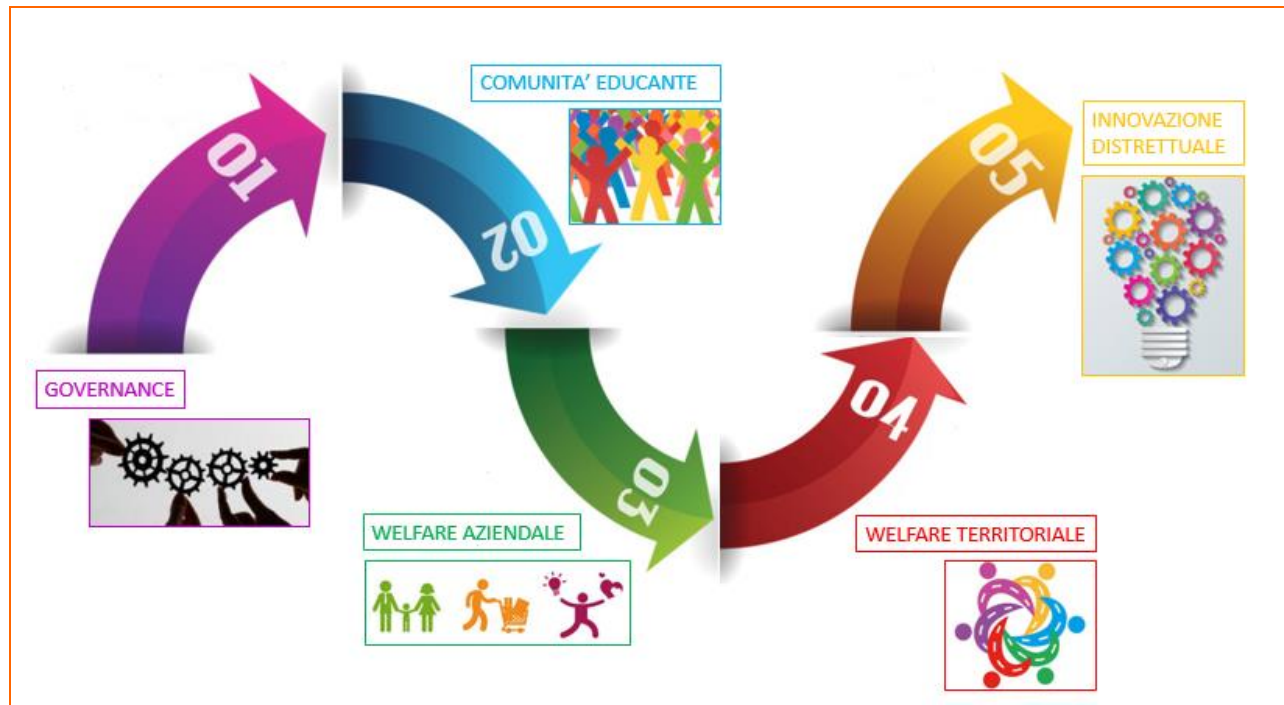 01
GOVERNANCE
02
COMUNITA' EDUCANTE
03
WELFARE AZIENDALE
04
WELFARE TERRITORIALE
05
INNOVAZIONE
DISTRETTUALE